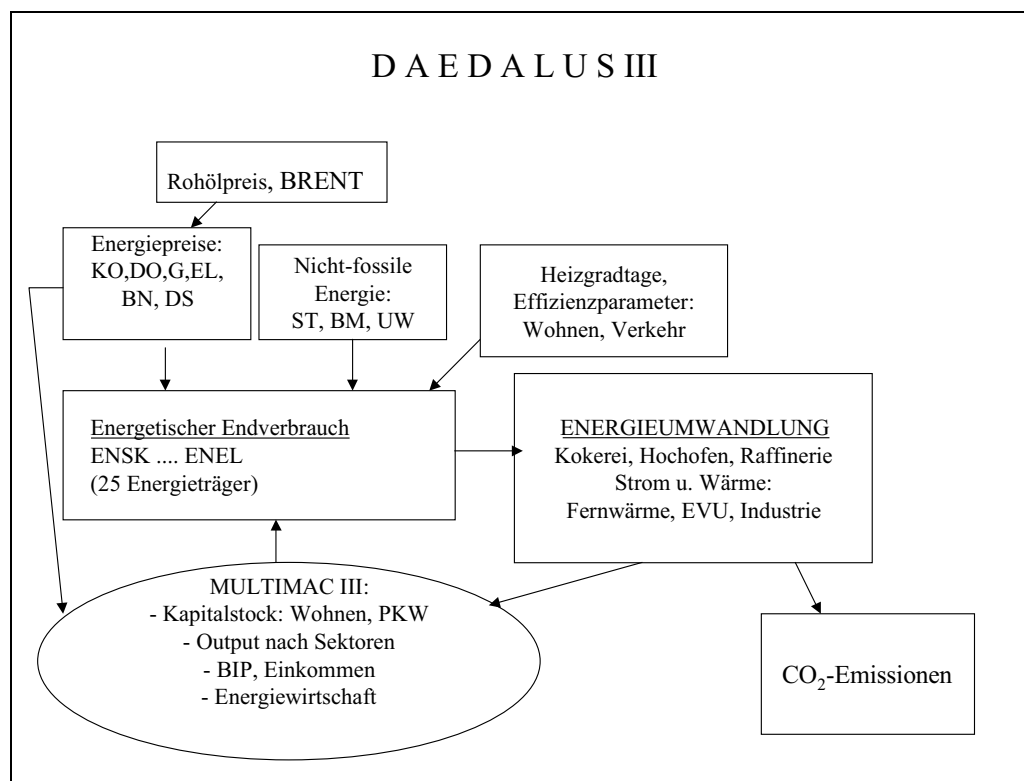 D A E D A L U S III
Rohölpreis, BRENT
Energiepreise:
KO,DO,G,EL,
BN, DS
Nicht-fossile
Energie:
ST, BM, UW
Heizgradtage,
Effizienzparameter:
Wohnen, Verkehr
Energetischer Endverbrauch
ENSK .... ENEL
(25 Energieträger)
ENERGIEUMWANDLUNG
Kokerei, Hochofen, Raffinerie
Strom u. Wärme:
Fernwärme, EVU, Industrie
MULTIMAC III:
- Kapitalstock: Wohnen, PKW
- Output nach Sektoren
- BIP, Einkommen
- Energiewirtschaft
CO₂-Emissionen